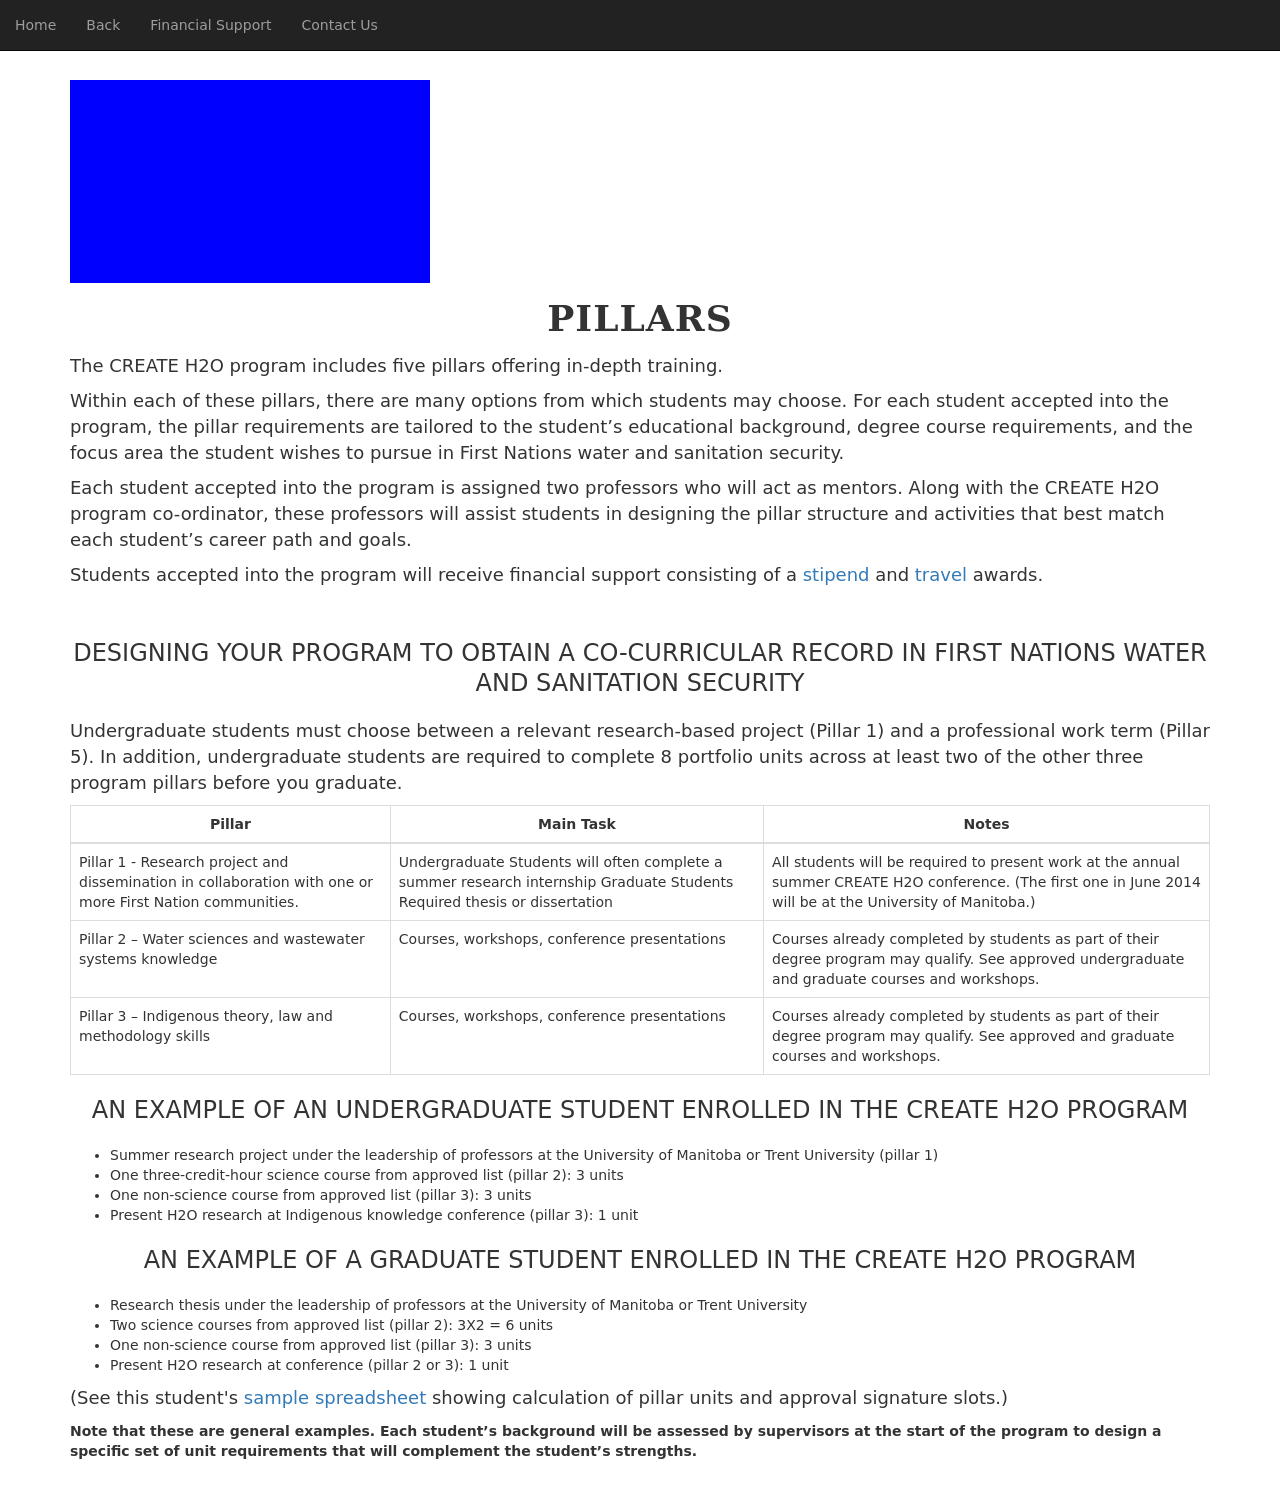 Home Back Financial Support Contact Us
PILLARS
The CREATE H2O program includes five pillars offering in-depth training.
Within each of these pillars, there are many options from which students may choose. For each student accepted into the
program, the pillar requirements are tailored to the student’s educational background, degree course requirements, and the
focus area the student wishes to pursue in First Nations water and sanitation security.
Each student accepted into the program is assigned two professors who will act as mentors. Along with the CREATE H2O
program co-ordinator, these professors will assist students in designing the pillar structure and activities that best match
each student’s career path and goals.
Students accepted into the program will receive financial support consisting of a stipend and travel awards.
DESIGNING YOUR PROGRAM TO OBTAIN A CO-CURRICULAR RECORD IN FIRST NATIONS WATER
AND SANITATION SECURITY
Undergraduate students must choose between a relevant research-based project (Pillar 1) and a professional work term (Pillar
5). In addition, undergraduate students are required to complete 8 portfolio units across at least two of the other three
program pillars before you graduate.
Pillar Main Task Notes
Pillar 1 - Research project and
dissemination in collaboration with one or
more First Nation communities.
Undergraduate Students will often complete a
summer research internship Graduate Students
Required thesis or dissertation
All students will be required to present work at the annual
summer CREATE H2O conference. (The first one in June 2014
will be at the University of Manitoba.)
Pillar 2 – Water sciences and wastewater
systems knowledge
Courses, workshops, conference presentations
Courses already completed by students as part of their
degree program may qualify. See approved undergraduate
and graduate courses and workshops.
Pillar 3 – Indigenous theory, law and
methodology skills
Courses, workshops, conference presentations
Courses already completed by students as part of their
degree program may qualify. See approved and graduate
courses and workshops.
AN EXAMPLE OF AN UNDERGRADUATE STUDENT ENROLLED IN THE CREATE H2O PROGRAM
• Summer research project under the leadership of professors at the University of Manitoba or Trent University (pillar 1)
• One three-credit-hour science course from approved list (pillar 2): 3 units
• One non-science course from approved list (pillar 3): 3 units
• Present H2O research at Indigenous knowledge conference (pillar 3): 1 unit
AN EXAMPLE OF A GRADUATE STUDENT ENROLLED IN THE CREATE H2O PROGRAM
• Research thesis under the leadership of professors at the University of Manitoba or Trent University
• Two science courses from approved list (pillar 2): 3X2 = 6 units
• One non-science course from approved list (pillar 3): 3 units
• Present H2O research at conference (pillar 2 or 3): 1 unit
(See this student's sample spreadsheet showing calculation of pillar units and approval signature slots.)
Note that these are general examples. Each student’s background will be assessed by supervisors at the start of the program to design a
specific set of unit requirements that will complement the student’s strengths.